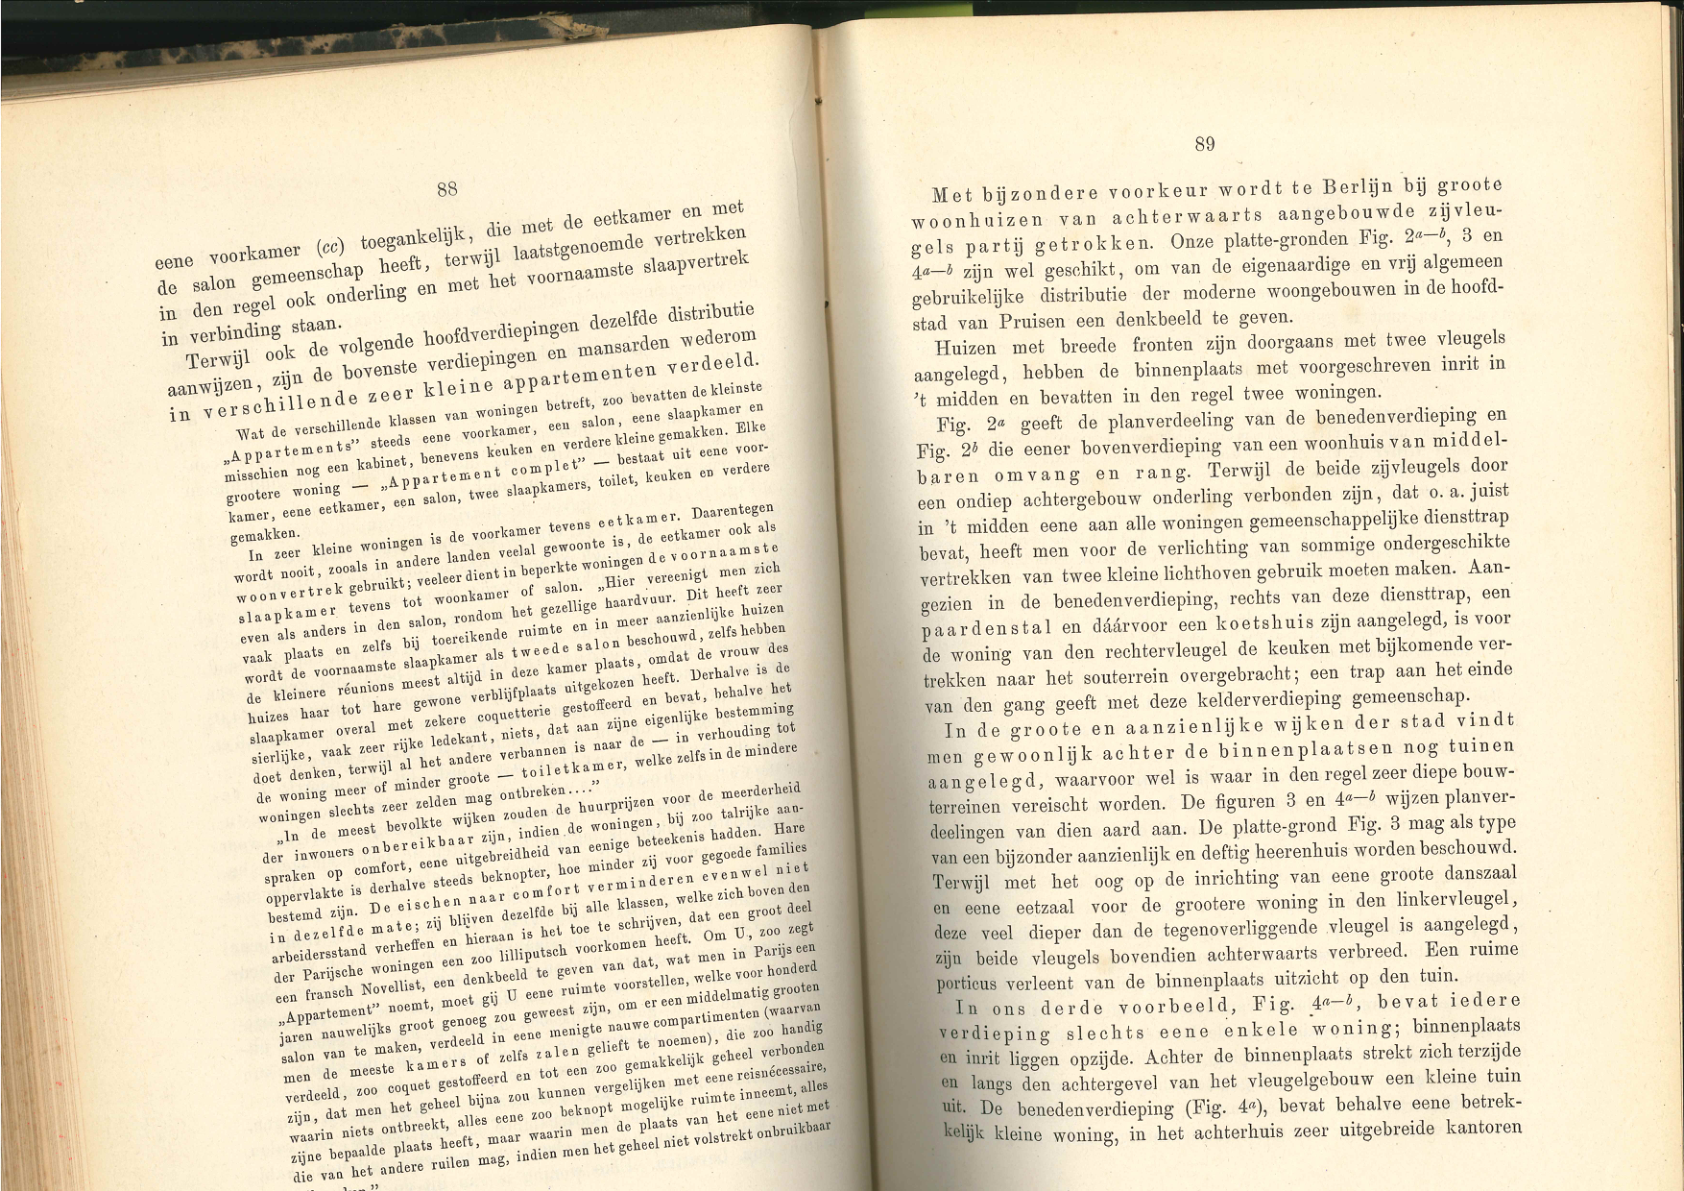 88
eene voorkamer (cc) toegankelijk, die met de eetkamer en met
de salon gemeenschap heeft, terwijl laatstgenoemde vertrekken
in den regel ook onderling en met het voornaamste slaapvertrek
in verbinding staan.
Terwijl ook de volgende hoofdverdiepingen dezelfde distributie
aanwijzen, zijn de bovenste verdiepingen en mansarden wederom
in verschillende zeer kleine appartementen verdeeld.
Wat de verschillende klassen van woningen betreft, zoo bevatten de kleinste
„Appartements” steeds eene voorkamer, een salon, eene slaapkamer en
misschien nog een kabinet, benevens keuken en verdere kleine gemakken. Elke
grootere woning — „Appartement complet” — bestaat uit eene voor-
kamer, eene eetkamer, een salon, twee slaapkamers, toilet, keuken en verdere
gemakken.
In zeer kleine woningen is de voorkamer tevens eetkamer. Daarentegen
wordt nooit, zooals in andere landen veelal gewoonte is, de eetkamer ook als
woonvertrek gebruikt; veeleer dient in beperkte woningen de voornaamste
slaapkamer tevens tot woonkamer of salon. „Hier vereenigt men zich
even als anders in den salon, rondom het gezellige haardvuur. Dit heeft zeer
vaak plaats en zelfs bij toereikende ruimte en in meer aanzienlijke huizen
wordt de voornaamste slaapkamer als tweede salon beschouwd, zelfs hebben
de kleinere réunions meest altijd in deze kamer plaats, omdat de vrouw des
huizes haar tot hare gewone verblijfplaats uitgekozen heeft. Derhalve is de
slaapkamer overal met zekere coquetterie gestoffeerd en bevat, behalve het
sierlijke, vaak zeer rijke ledekant, niets, dat aan zijne eigenlijke bestemming
doet denken, terwijl al het andere verbannen is naar de — in verhouding tot
de woning meer of minder groote — toiletkamer, welke zelfs in de mindere
woningen slechts zeer zelden mag ontbreken....”
„In de meest bevolkte wijken zouden de huurprijzen voor de meerderheid
der inwoners onbereikbaar zijn, indien de woningen, bij zoo talrijke aan-
spraken op comfort, eene uitgebreidheid van eenige beteekenis hadden. Hare
oppervlakte is derhalve steeds beknopter, hoe minder zij voor gegoede families
bestemd zijn. De eischen naar comfort verminderen evenwel niet
in dezelfde mate; zij blijven dezelfde bij alle klassen, welke zich boven den
arbeidersstand verheffen en hieraan is het toe te schrijven, dat een groot deel
der Parijsche woningen een zoo lilliputsch voorkomen heeft. Om U, zoo zegt
een fransch Novellist, een denkbeeld te geven van dat, wat men in Parijs een
„Appartement” noemt, moet gij U eene ruimte voorstellen, welke voor honderd
jaren nauwelijks groot genoeg zou geweest zijn, om er een middelmatig grooten
salon van te maken, verdeeld in eene menigte nauwe compartimenten (waarvan
men de meeste kamers of zelfs zalen gelieft te noemen), die zoo handig
verdeeld, zoo coquet gestoffeerd en tot een zoo gemakkelijk geheel verbonden
zijn, dat men het geheel bijna zou kunnen vergelijken met eene reisnécessaire,
waarin niets ontbreekt, alles eene zoo beknopt mogelijke ruimte inneemt, alles
zijne bepaalde plaats heeft, maar waarin men de plaats van het eene niet met
die van het andere ruilen mag, indien men het geheel niet volstrekt onbruikbaar
89
Met bijzondere voorkeur wordt te Berlijn bij groote
woonhuizen van achterwaarts aangebouwde zijvleu-
gels partij getrokken. Onze platte-gronden Fig. 2a—b, 3 en
4a—b zijn wel geschikt, om van de eigenaardige en vrij algemeen
gebruikelijke distributie der moderne woongebouwen in de hoofd-
stad van Pruisen een denkbeeld te geven.
Huizen met breede fronten zijn doorgaans met twee vleugels
aangelegd, hebben de binnenplaats met voorgeschreven inrit in
't midden en bevatten in den regel twee woningen.
Fig. 2a geeft de planverdeeling van de benedenverdieping en
Fig. 2b die eener bovenverdieping van een woonhuis van middel-
baren omvang en rang. Terwijl de beide zijvleugels door
een ondiep achtergebouw onderling verbonden zijn, dat o. a. juist
in 't midden eene aan alle woningen gemeenschappelijke diensttrap
bevat, heeft men voor de verlichting van sommige ondergeschikte
vertrekken van twee kleine lichthoven gebruik moeten maken. Aan-
gezien in de benedenverdieping, rechts van deze diensttrap, een
paardenstal en dáárvoor een koetshuis zijn aangelegd, is voor
de woning van den rechtervleugel de keuken met bijkomende ver-
trekken naar het souterrein overgebracht; een trap aan het einde
van den gang geeft met deze kelderverdieping gemeenschap.
In de groote en aanzienlijke wijken der stad vindt
men gewoonlijk achter de binnenplaatsen nog tuinen
aangelegd, waarvoor wel is waar in den regel zeer diepe bouw-
terreinen vereischt worden. De figuren 3 en 4a—b wijzen planver-
deelingen van dien aard aan. De platte-grond Fig. 3 mag als type
van een bijzonder aanzienlijk en deftig heerenhuis worden beschouwd.
Terwijl met het oog op de inrichting van eene groote danszaal
en eene eetzaal voor de grootere woning in den linkervleugel,
deze veel dieper dan de tegenoverliggende vleugel is aangelegd,
zijn beide vleugels bovendien achterwaarts verbreed. Een ruime
porticus verleent van de binnenplaats uitzicht op den tuin.
In ons derde voorbeeld, Fig. 4a—b, bevat iedere
verdieping slechts eene enkele woning; binnenplaats
en inrit liggen opzijde. Achter de binnenplaats strekt zich terzijde
en langs den achtergevel van het vleugelgebouw een kleine tuin
uit. De benedenverdieping (Fig. 4a), bevat behalve eene betrek-
kelijk kleine woning, in het achterhuis zeer uitgebreide kantoren